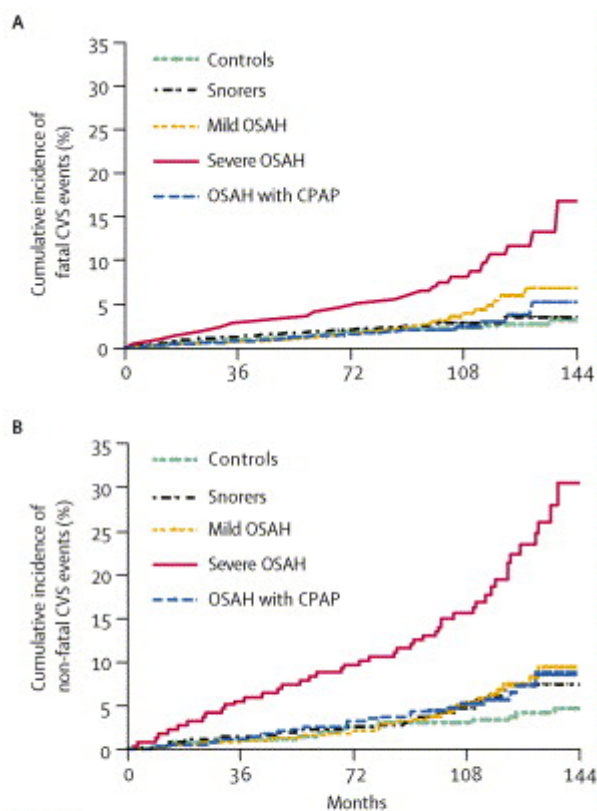 A
35
30
25
20
15
10
5
0
Cumulative incidence of
fatal CVS events (%)
Controls
Snorers
Mild OSAH
Severe OSAH
OSAH with CPAP
0 36 72 108 144
B
35
30
25
20
15
10
5
0
Cumulative incidence of
non-fatal CVS events (%)
Controls
Snorers
Mild OSAH
Severe OSAH
OSAH with CPAP
0 36 72 108 144
Months